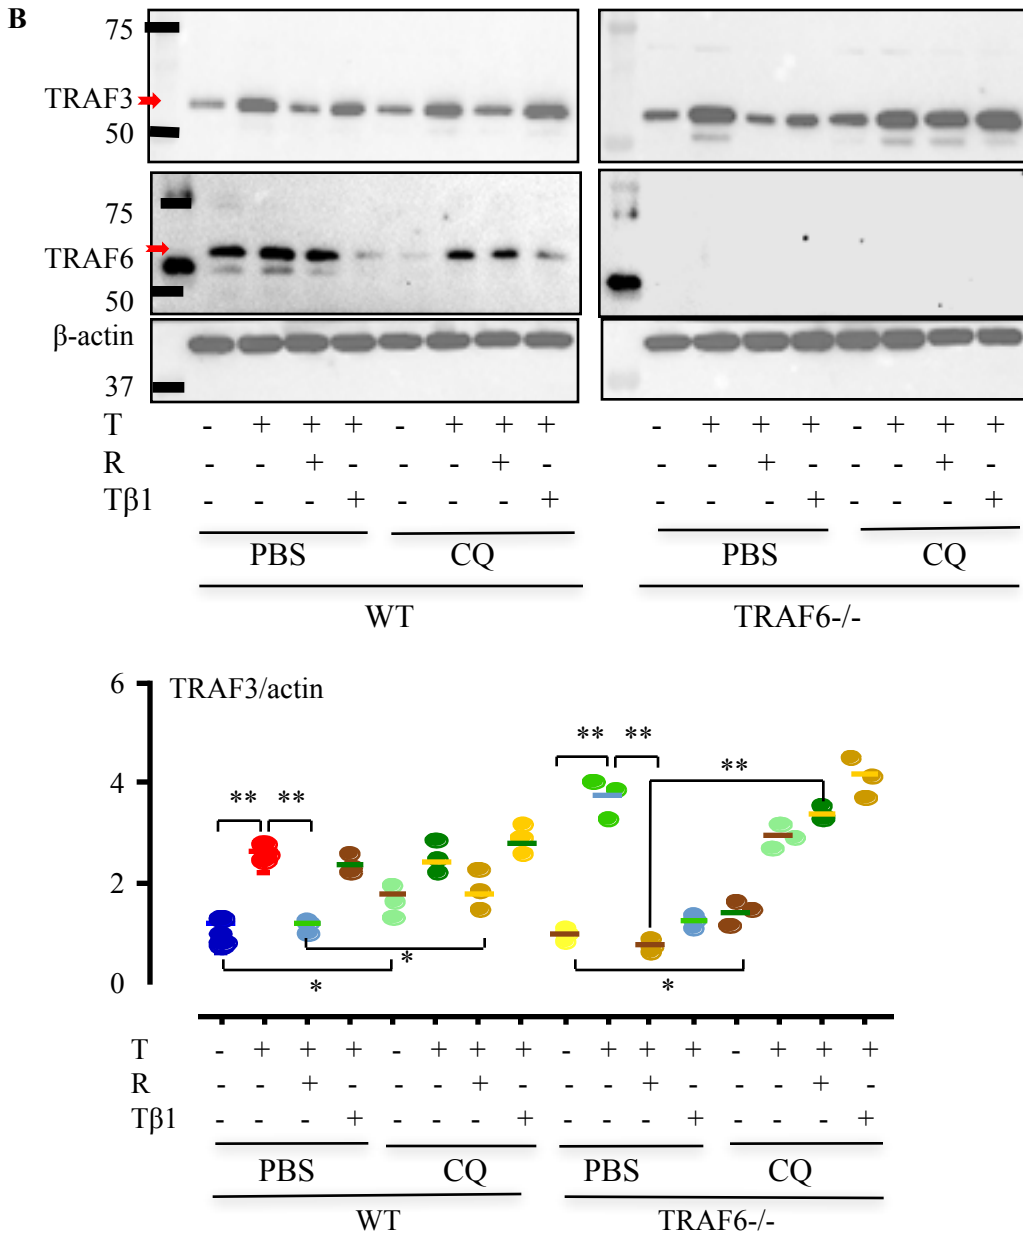 B
75
TRAF3
50
75
TRAF6
50
β-actin
37
T - + + + - + + + - + + + - + + +
R - - + - - - + - - - + - - - + -
Tβ1 - - - + - - - + - - - + - - - +
PBS CQ PBS CQ
WT TRAF6-/-
6 TRAF3/actin
** **
**
4
** **
2
*
* *
0
T - + + + - + + + - + + + - + + +
R - - + - - - + - - - + - - - + -
Tβ1 - - - + - - - + - - - + - - - +
PBS CQ PBS CQ
WT TRAF6-/-